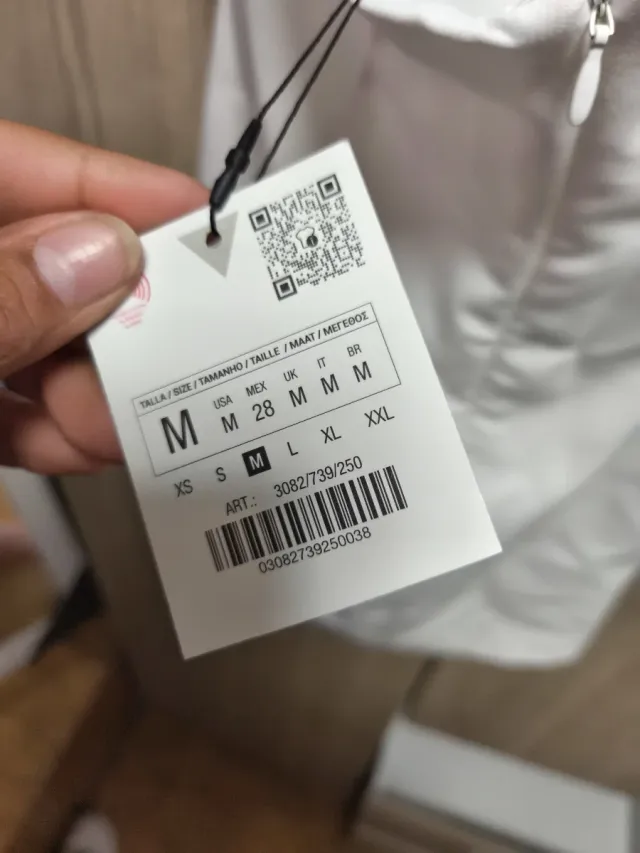 TALLA / SIZE / TAMANHO / TAILLE / MAAT / ΜΕΓΕΘΟΣ
M USA M MEX 28 UK M IT M BR M
XS S M L XL XXL
ART.: 3082/739/250
03082739250038